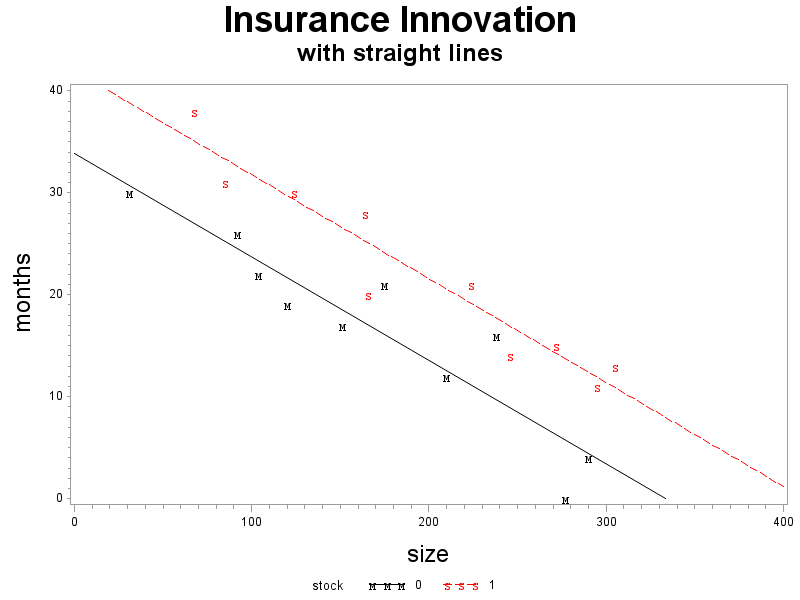 Insurance Innovation
with straight lines
months
40
30
20
10
0
S
S
S
M
S
M
M
M
S
S
M
M
M
S
S
S
S
M
M
M
0 100 200 300 400
size
stock M M M 0 S S S 1